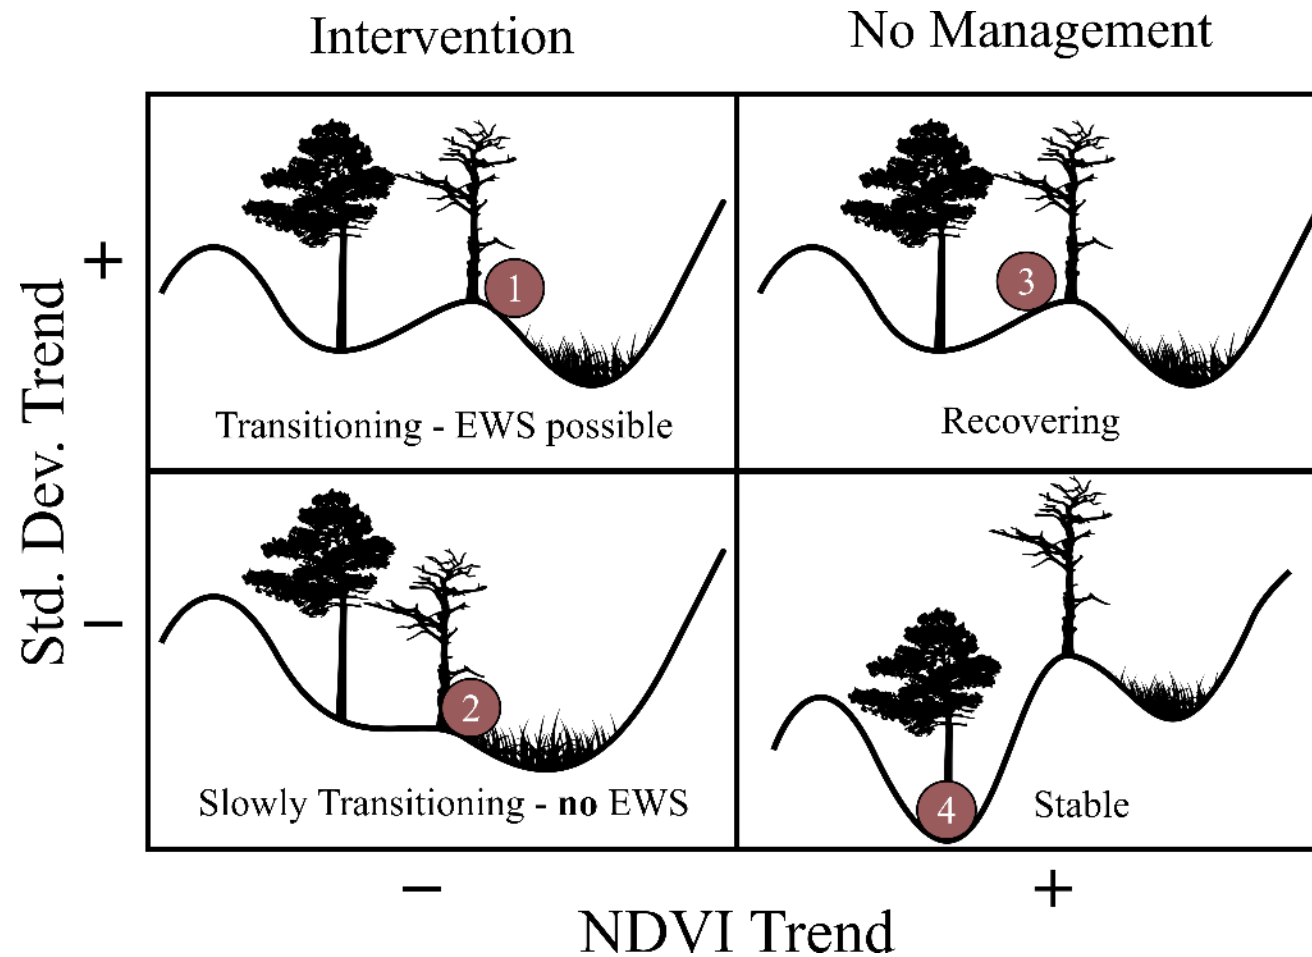 Intervention
No Management
Std. Dev. Trend
+
1
Transitioning - EWS possible
3
Recovering
−
2
Slowly Transitioning - no EWS
4
Stable
−
+
NDVI Trend